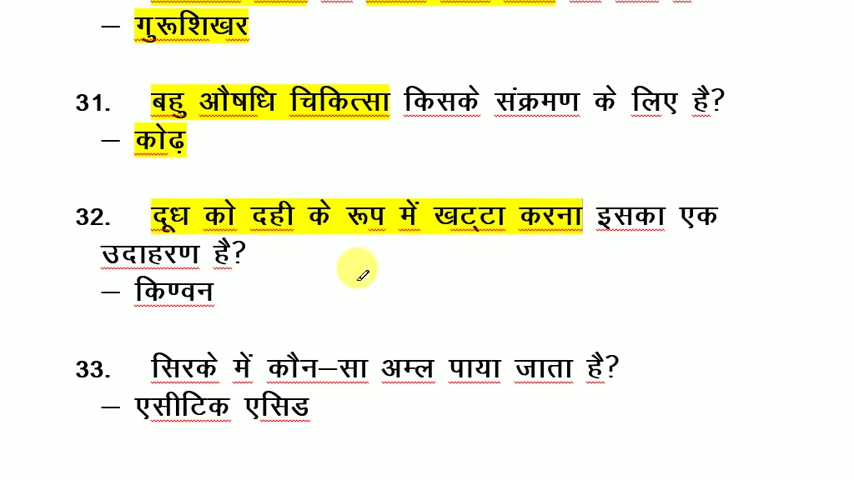 – गुरूशिखर
31. बहु औषधि चिकित्सा किसके संक्रमण के लिए है?
– कोढ़
32. दूध को दही के रूप में खट्टा करना इसका एक
उदाहरण है?
– किण्वन
33. सिरके में कौन–सा अम्ल पाया जाता है?
– एसीटिक एसिड